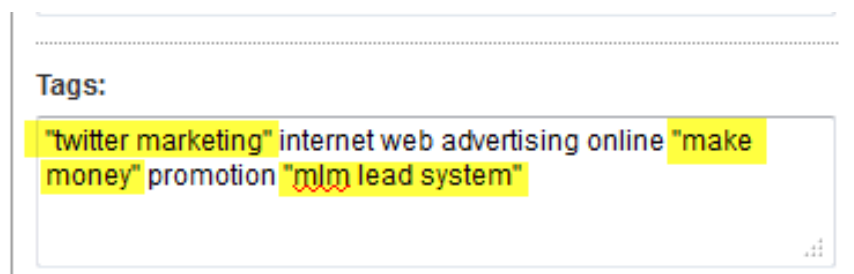 Tags:
"twitter marketing" internet web advertising online "make
money" promotion "mlm lead system"